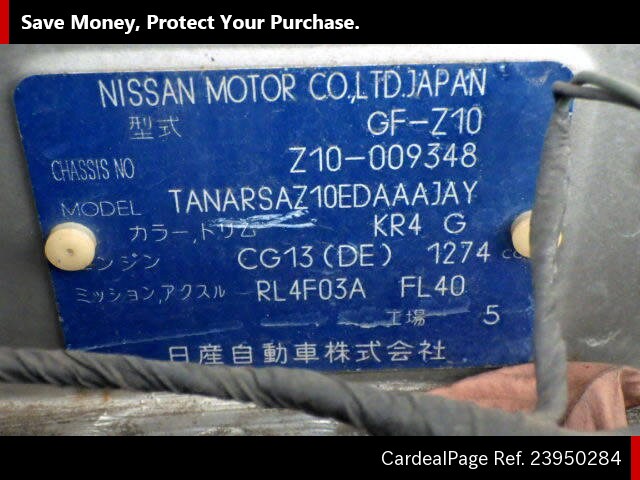 Save Money, Protect Your Purchase.
NISSAN MOTOR CO.,LTD.JAPAN
型式 GF-Z10
CHASSIS NO Z10-009348
MODEL TANARSAZ10EDAAAJAY
カラー,トリム KR4 G
エンジン CG13(DE) 1274 cc
ミッション,アクスル RL4F03A FL40
工場 5
日産自動車株式会社
CardealPage Ref. 23950284